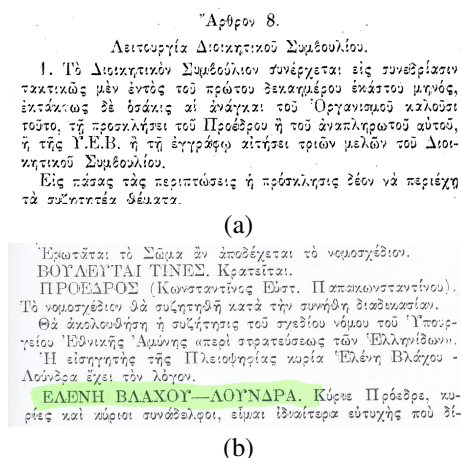 Ἄρθρον 8.
Λειτουργία Διοικητικοῦ Συμβουλίου.
1. Τὸ Διοικητικὸν Συμβούλιον συνέρχεται εἰς συνεδρίασιν
τακτικῶς μὲν ἐντὸς τοῦ πρώτου δεκαημέρου ἑκάστου μηνός,
ἐκτάκτως δὲ ὁσάκις αἱ ἀνάγκαι τοῦ Ὀργανισμοῦ καλοῦσι
τοῦτο, τῇ προσκλήσει τοῦ Προέδρου ἢ τοῦ ἀναπληρωτοῦ αὐτοῦ,
ἢ τῆς Υ.Ε.Β. ἢ τῇ ἐγγράφῳ αἰτήσει τριῶν μελῶν τοῦ Διοι-
κητικοῦ Συμβουλίου.
Εἰς πάσας τὰς περιπτώσεις ἡ πρόσκλησις δέον νὰ περιέχῃ
τὰ συζητητέα θέματα.
(a)
Ἐρωτᾶται τὸ Σῶμα ἂν ἀποδέχεται τὸ νομοσχέδιον.
ΒΟΥΛΕΥΤΑΙ ΤΙΝΕΣ. Κρατεῖται.
ΠΡΟΕΔΡΟΣ (Κωνσταντῖνος Εὐστ. Παπακωνσταντίνου).
Τὸ νομοσχέδιον θὰ συζητηθῇ κατὰ τὴν συνήθη διαδικασίαν.
Θὰ ἀκολουθήση ἡ συζήτησις τοῦ σχεδίου νόμου τοῦ Ὑπουρ-
γείου Ἐθνικῆς Ἀμύνης «περὶ στρατεύσεως τῶν Ἑλληνίδων».
Ἡ εἰσηγητὴς τῆς Πλειοψηφίας κυρία Ἑλένη Βλάχου -
Λούνδρα ἔχει τὸν λόγον.
ΕΛΕΝΗ ΒΛΑΧΟΥ—ΛΟΥΝΔΡΑ. Κύριε Πρόεδρε, κυ-
ρίες καὶ κύριοι συνάδελφοι, εἶμαι ἰδιαίτερα εὐτυχὴς ποὺ δί-
(b)